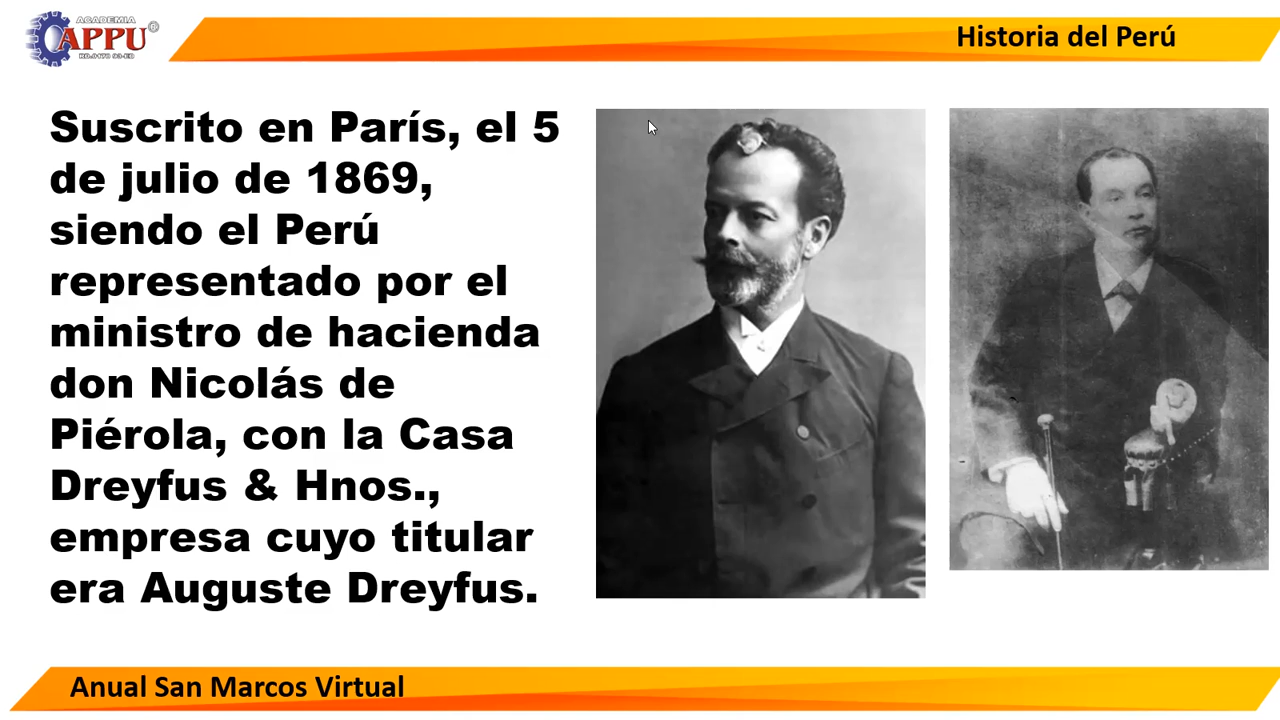 ACADEMIA
APPU®
Historia del Perú
Suscrito en París, el 5
de julio de 1869,
siendo el Perú
representado por el
ministro de hacienda
don Nicolás de
Piérola, con la Casa
Dreyfus & Hnos.,
empresa cuyo titular
era Auguste Dreyfus.
Anual San Marcos Virtual